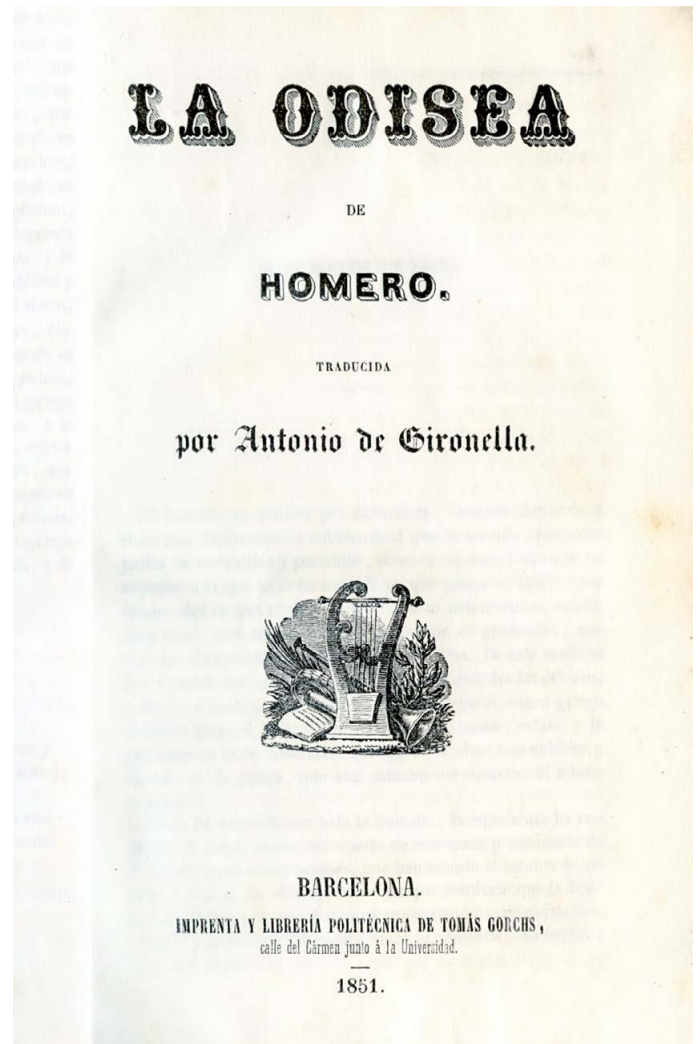 LA ODISEA
DE
HOMERO.
TRADUCIDA
por Antonio de Gironella.
BARCELONA.
IMPRENTA Y LIBRERÍA POLITÉCNICA DE TOMÁS GORCHS,
calle del Cármen junto á la Universidad.
1851.